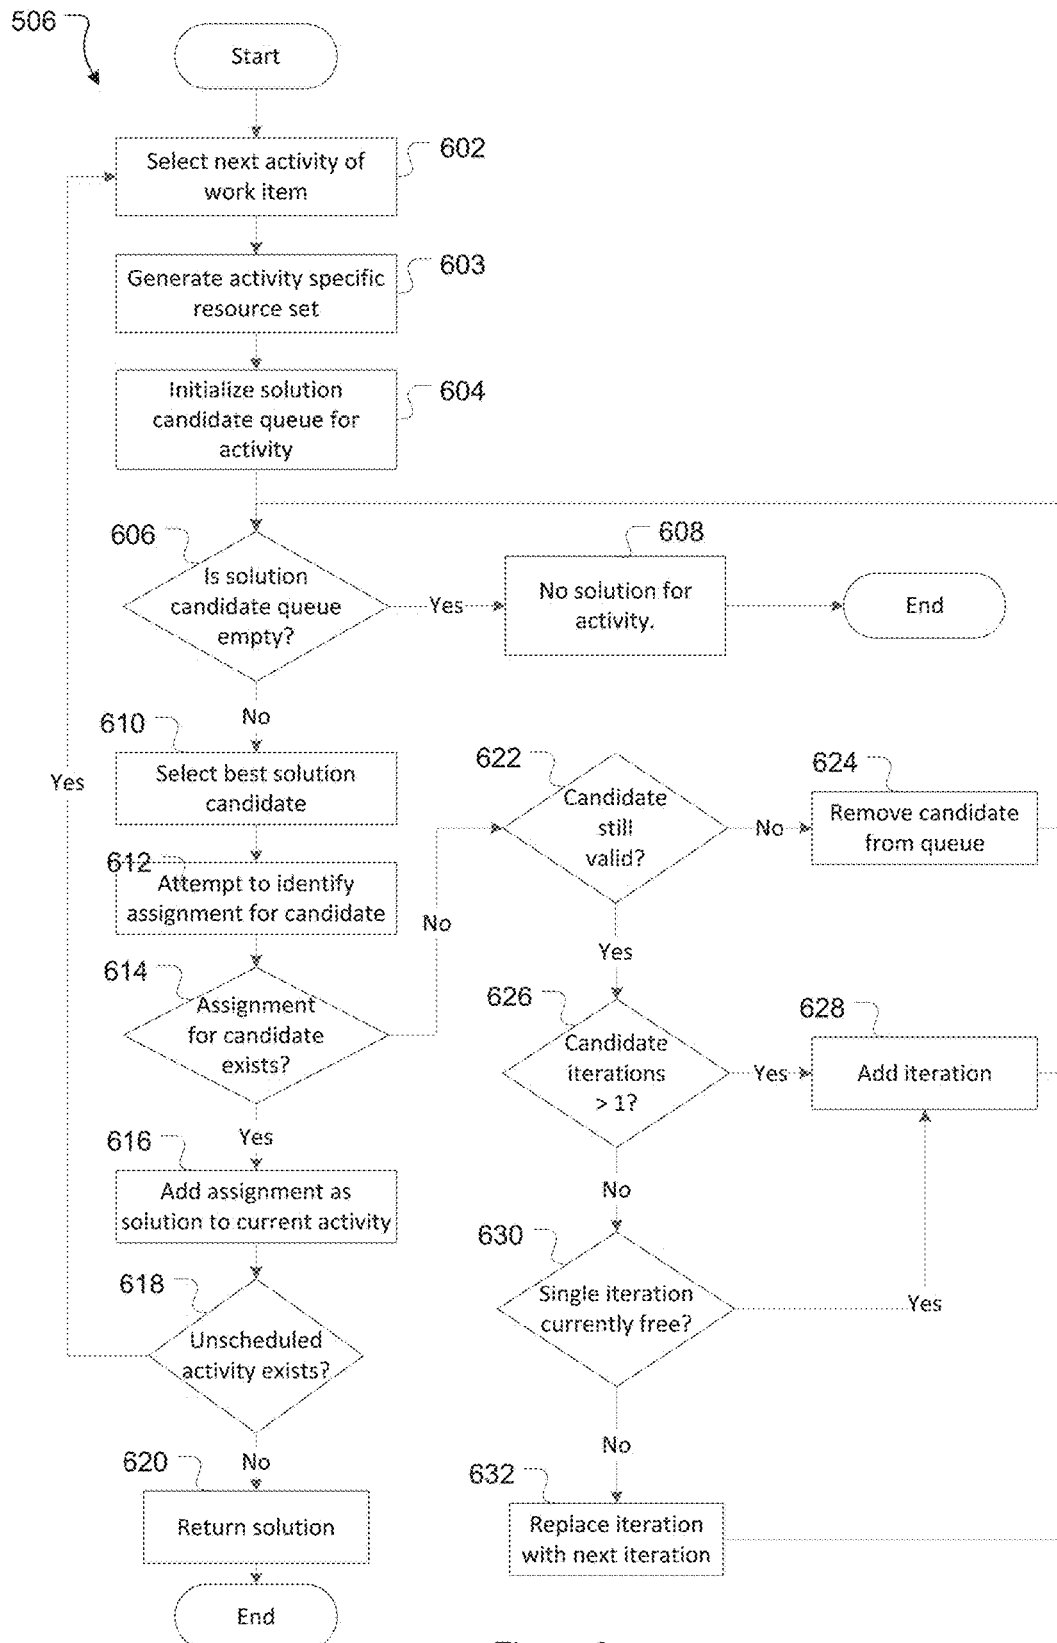 506
Start
602
Select next activity of
work item
603
Generate activity specific
resource set
604
Initialize solution
candidate queue for
activity
606
Is solution
candidate queue
empty?
Yes
608
No solution for
activity.
End
No
610
Select best solution
candidate
Yes
612
Attempt to identify
assignment for candidate
614
Assignment
for candidate
exists?
No
622
Candidate
still
valid?
No
624
Remove candidate
from queue
Yes
626
Candidate
iterations
> 1?
Yes
628
Add iteration
Yes
616
Add assignment as
solution to current activity
No
630
Single iteration
currently free?
Yes
618
Unscheduled
activity exists?
No
620
Return solution
End
No
632
Replace iteration
with next iteration